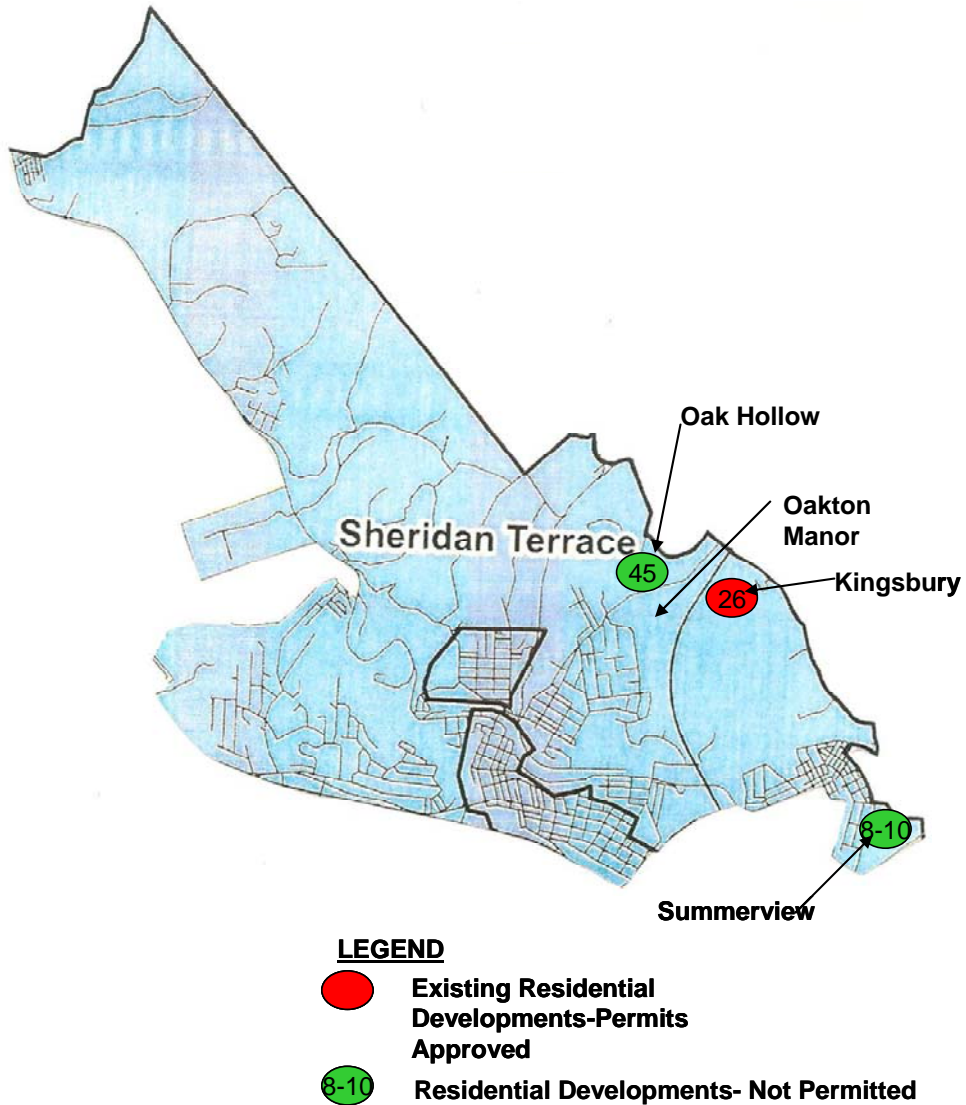 Oak Hollow
Oakton
Manor
Sheridan Terrace
45
Kingsbury
26
8-10
Summerview
LEGEND
Existing Residential
Developments-Permits
Approved
8-10
Residential Developments- Not Permitted